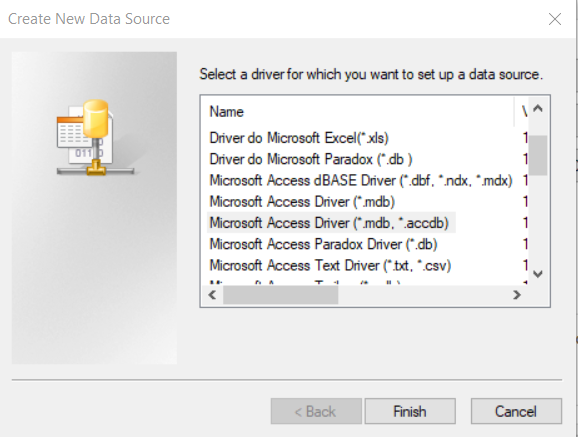 Create New Data Source
Select a driver for which you want to set up a data source.
Name
Driver do Microsoft Excel(*.xls)
Driver do Microsoft Paradox (*.db )
Microsoft Access dBASE Driver (*.dbf, *.ndx, *.mdx)
Microsoft Access Driver (*.mdb)
Microsoft Access Driver (*.mdb, *.accdb)
Microsoft Access Paradox Driver (*.db)
Microsoft Access Text Driver (*.txt, *.csv)
< Back Finish Cancel